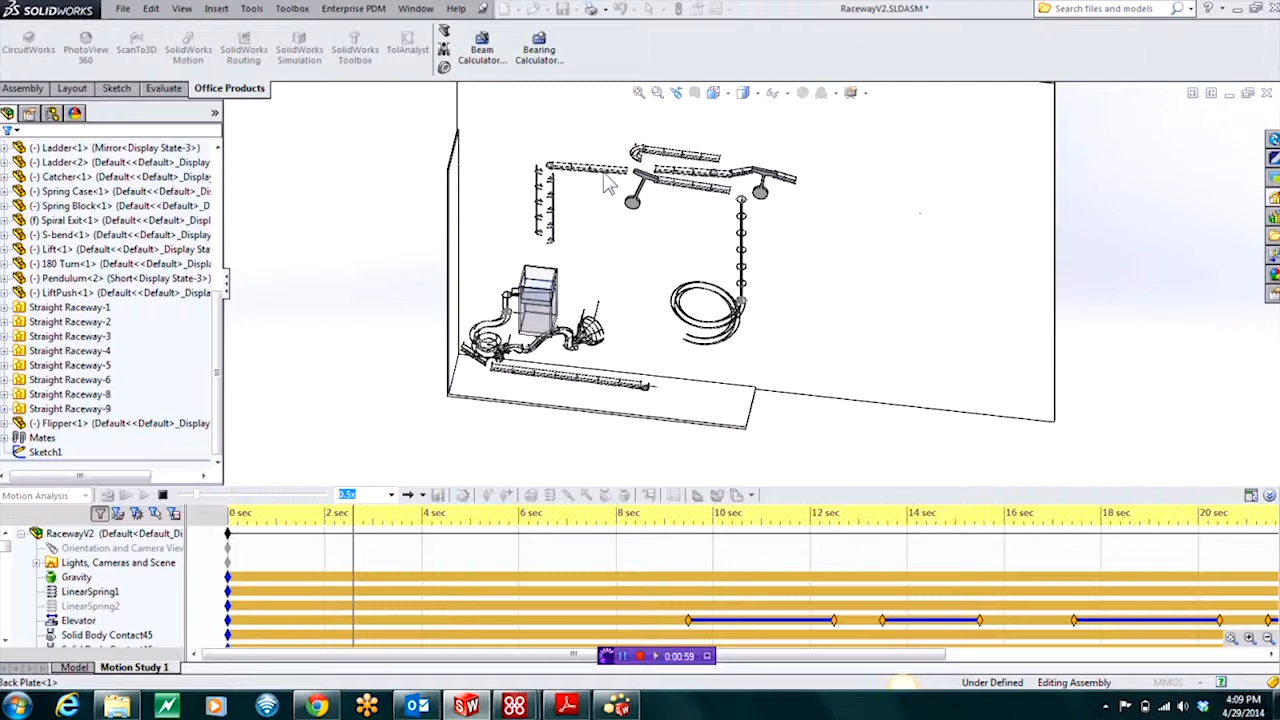 SOLIDWORKS File Edit View Insert Tools Toolbox Enterprise PDM Window Help RacewayV2.SLDASM * Search files and models
CircuitWorks PhotoView 360 ScanTo3D SolidWorks Motion SolidWorks Routing SolidWorks Simulation SolidWorks Toolbox TolAnalyst Beam Calculator... Bearing Calculator...
Assembly Layout Sketch Evaluate Office Products
(-) Ladder<1> (Mirror<Display State-3>)
(-) Ladder<2> (Default<<Default>_Display
(-) Catcher<1> (Default<<Default>_Display
(-) Spring Case<1> (Default<<Default>_Display
(-) Spring Block<1> (Default<<Default>_Display
(f) Spiral Exit<1> (Default<<Default>_Display
(-) S-bend<1> (Default<<Default>_Display
(-) Lift<1> (Default<<Default>_Display Sta
(-) 180 Turn<1> (Default<<Default>_Displa
(-) Pendulum<2> (Short<Display State-3>)
(-) LiftPush<1> (Default<<Default>_Display
Straight Raceway-1
Straight Raceway-2
Straight Raceway-3
Straight Raceway-4
Straight Raceway-5
Straight Raceway-6
Straight Raceway-8
Straight Raceway-9
(-) Flipper<1> (Default<<Default>_Display
Mates
Sketch1
Motion Analysis 0.5x
0 sec 2 sec 4 sec 6 sec 8 sec 10 sec 12 sec 14 sec 16 sec 18 sec 20 sec
RacewayV2 (Default<Default_Di
Orientation and Camera View
Lights, Cameras and Scene
Gravity
LinearSpring1
LinearSpring2
Elevator
Solid Body Contact45
0:00:59
Model Motion Study 1
Back Plate<1> Under Defined Editing Assembly MMGS
4:09 PM
4/29/2014